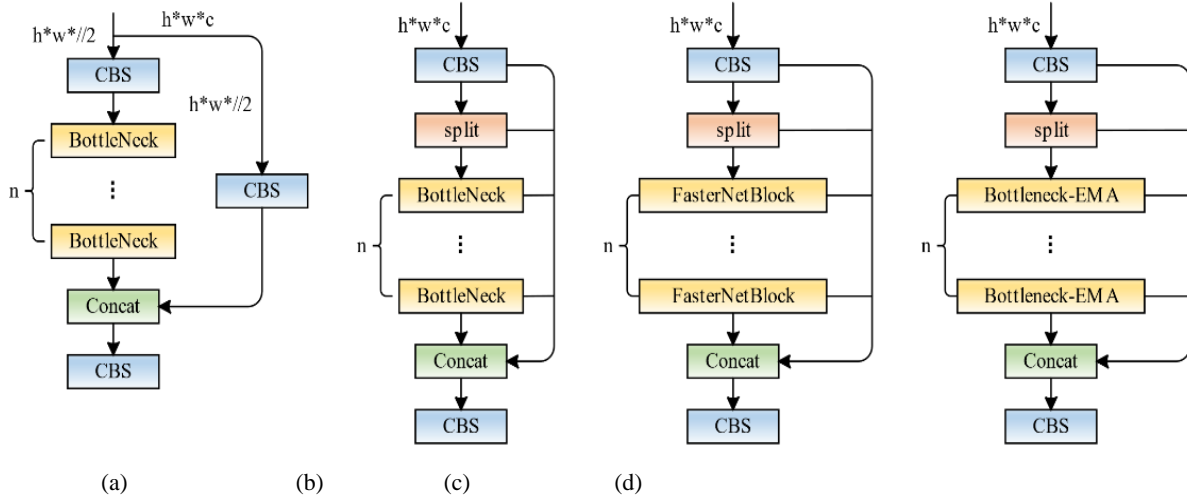 h*w*//2
h*w*c
CBS
h*w*//2
BottleNeck
n
⋮
CBS
BottleNeck
Concat
CBS
h*w*c
CBS
split
BottleNeck
n
⋮
BottleNeck
Concat
CBS
h*w*c
CBS
split
FasterNetBlock
n
⋮
FasterNetBlock
Concat
CBS
h*w*c
CBS
split
Bottleneck-EMA
n
⋮
Bottleneck-EMA
Concat
CBS
(a) (b) (c) (d)